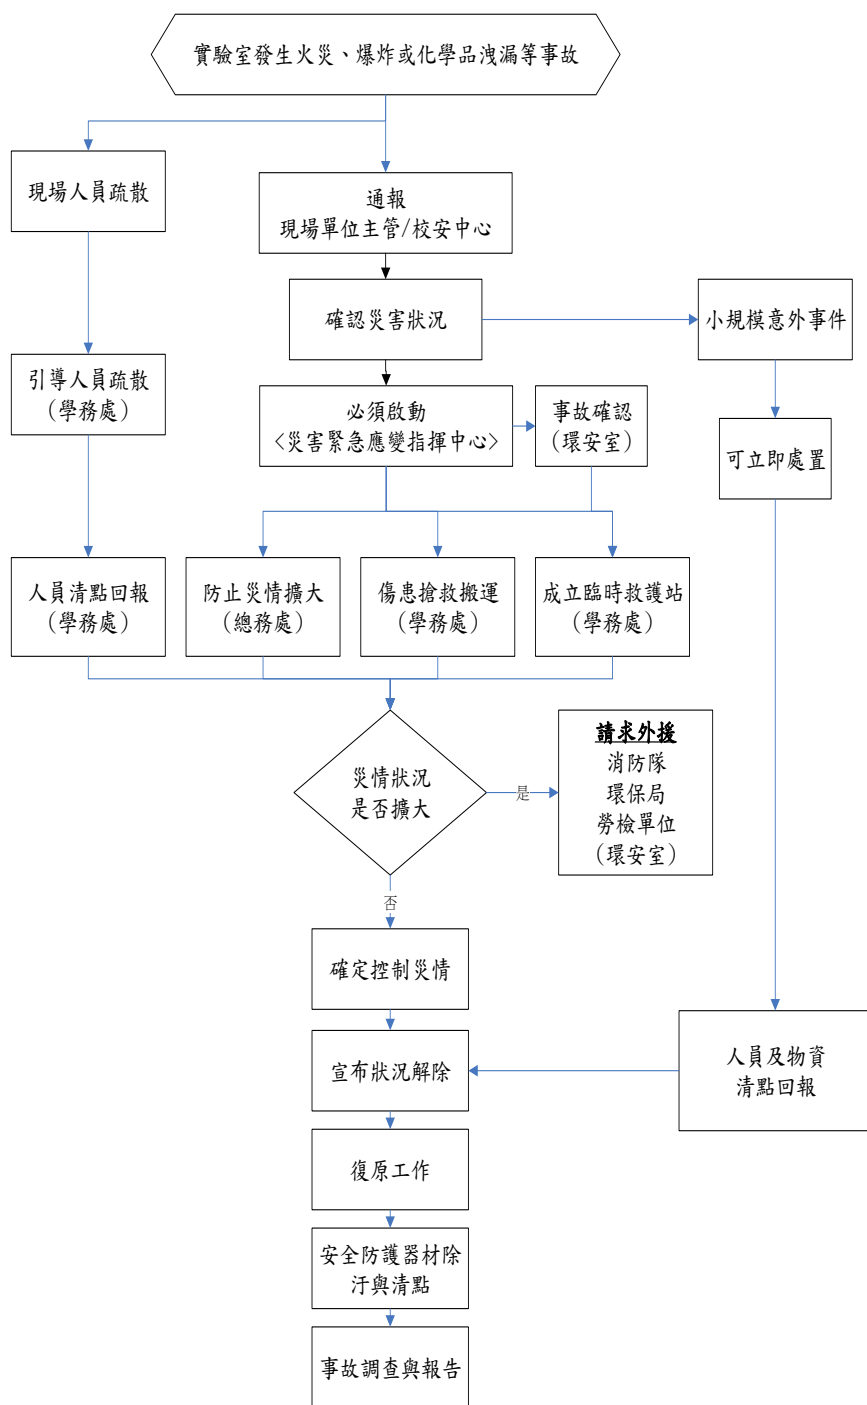 實驗室發生火災、爆炸或化學品洩漏等事故
現場人員疏散
通報
現場單位主管/校安中心
確認災害狀況
小規模意外事件
引導人員疏散
(學務處)
必須啟動
<災害緊急應變指揮中心>
事故確認
(環安室)
可立即處置
人員清點回報
(學務處)
防止災情擴大
(總務處)
傷患搶救搬運
(學務處)
成立臨時救護站
(學務處)
災情狀況
是否擴大
是
請求外援
消防隊
環保局
勞檢單位
(環安室)
否
確定控制災情
人員及物資
清點回報
宣布狀況解除
復原工作
安全防護器材除
汙與清點
事故調查與報告